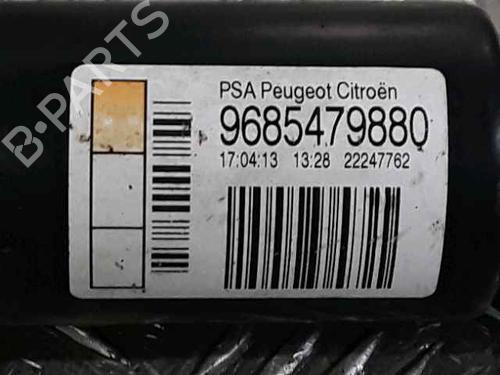 B-PARTS
PSA Peugeot Citroën
9685479880
17:04:13 13:28 22247762